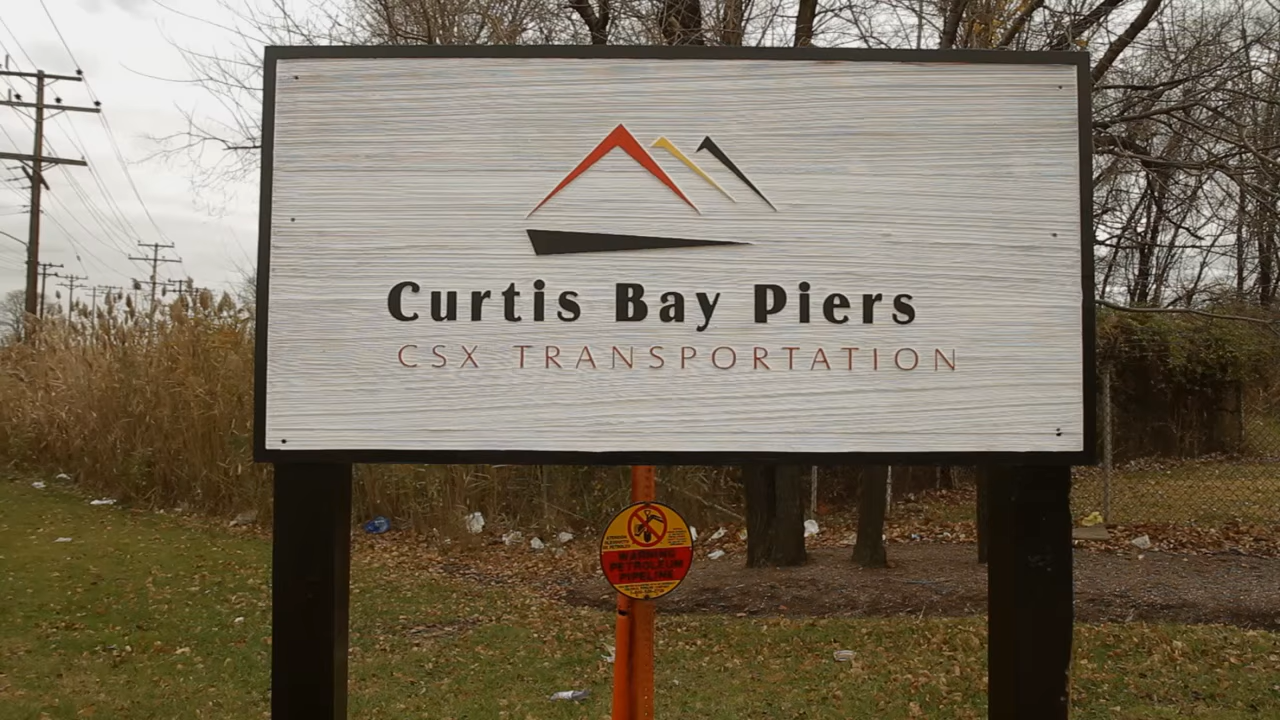 Curtis Bay Piers
CSX TRANSPORTATION
WARNING
PETROLEUM
PIPELINE